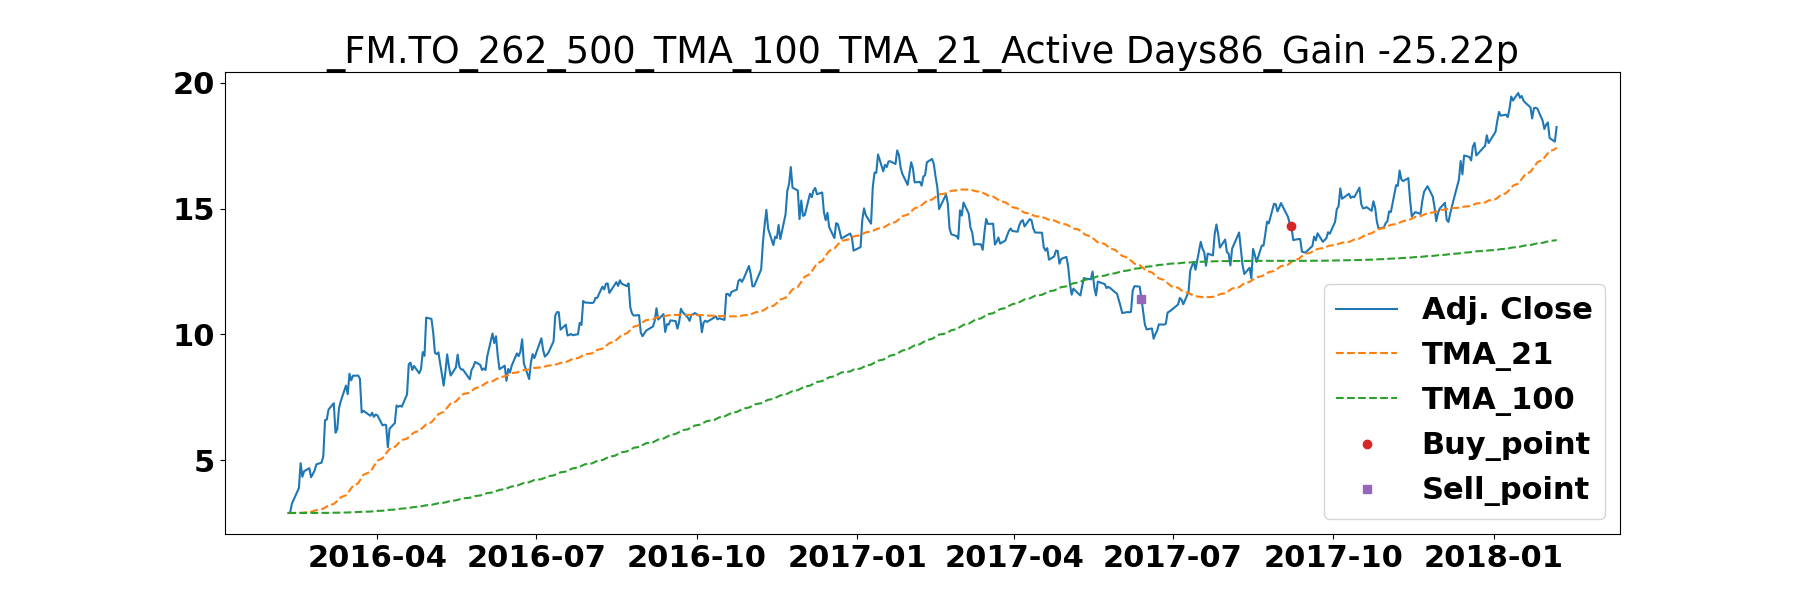 _FM.TO_262_500_TMA_100_TMA_21_Active Days86_Gain -25.22p
20
15
10
5
Adj. Close
TMA_21
TMA_100
Buy_point
Sell_point
2016-04 2016-07 2016-10 2017-01 2017-04 2017-07 2017-10 2018-01